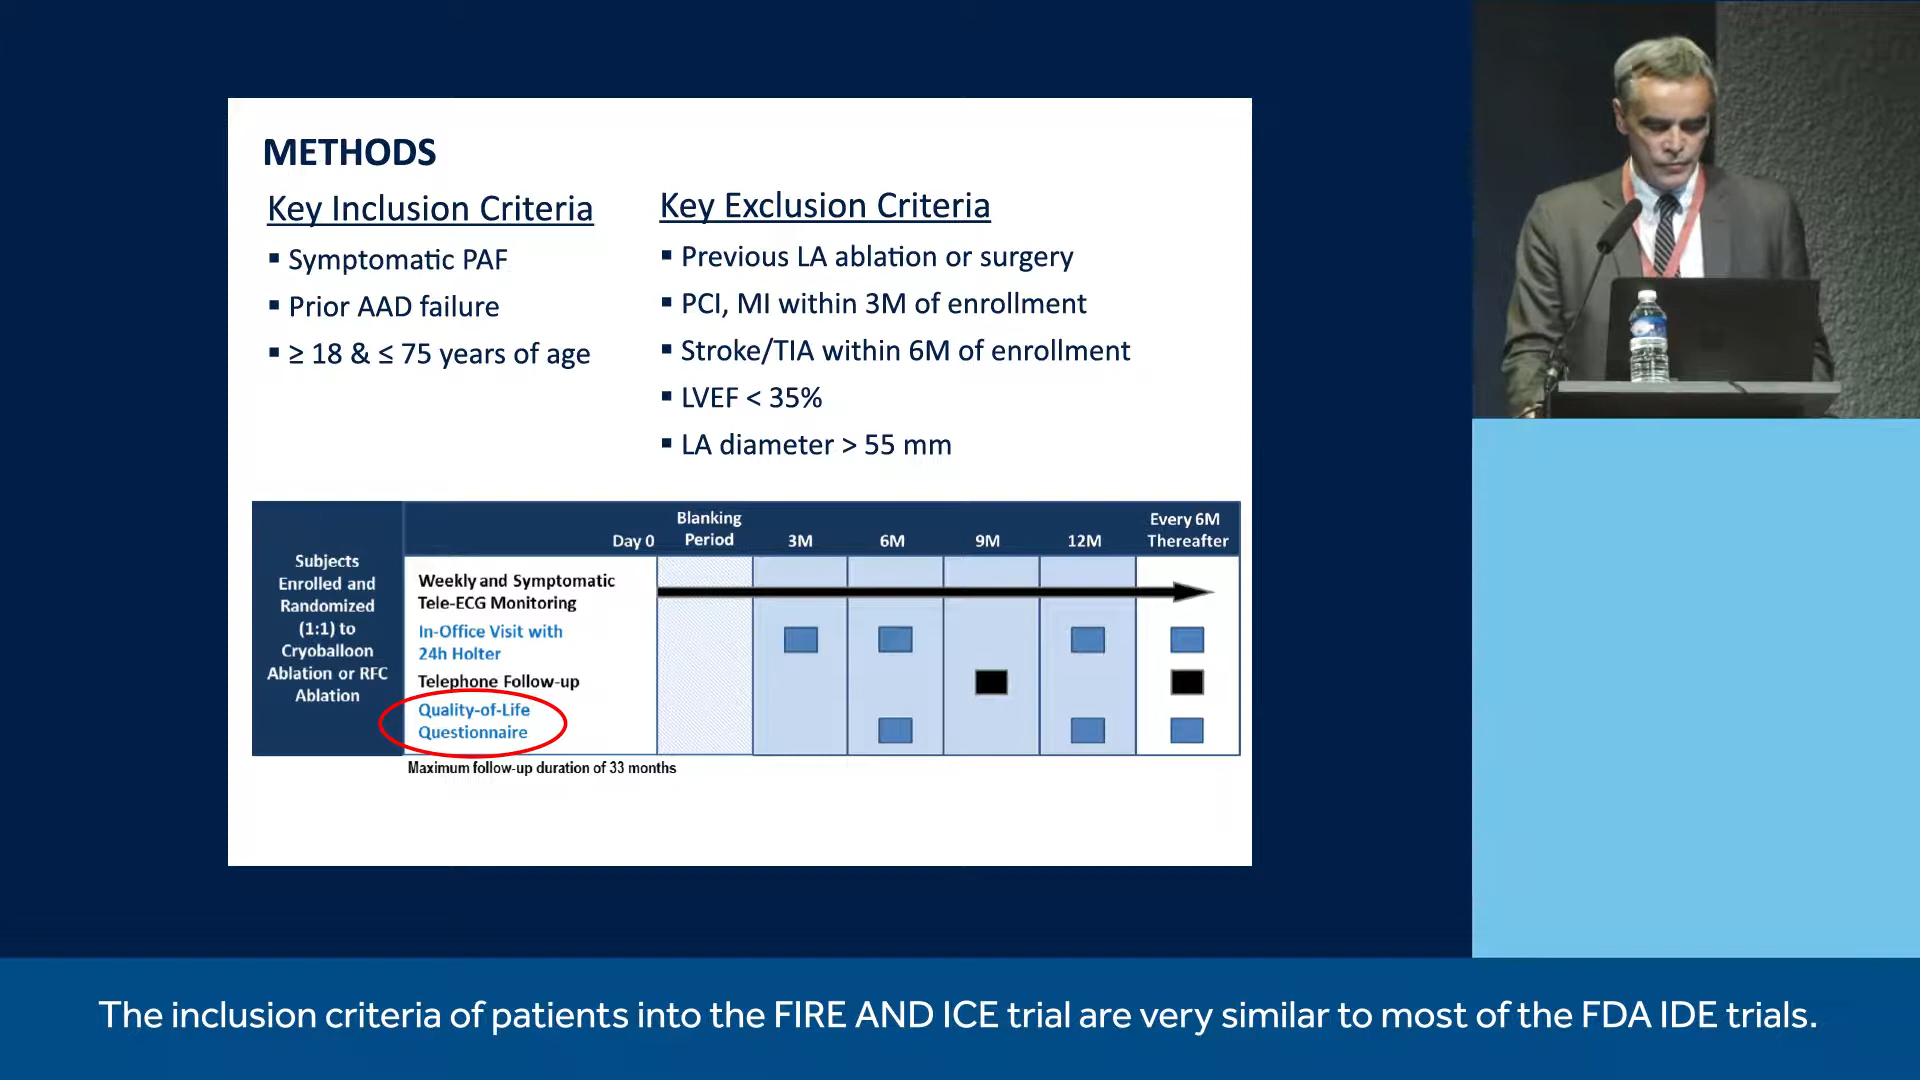 METHODS
Key Inclusion Criteria
▪ Symptomatic PAF
▪ Prior AAD failure
▪ ≥ 18 & ≤ 75 years of age
Key Exclusion Criteria
▪ Previous LA ablation or surgery
▪ PCI, MI within 3M of enrollment
▪ Stroke/TIA within 6M of enrollment
▪ LVEF < 35%
▪ LA diameter > 55 mm
Subjects
Enrolled and
Randomized
(1:1) to
Cryoballoon
Ablation or RFC
Ablation
Day 0
Blanking
Period
3M
6M
9M
12M
Every 6M
Thereafter
Weekly and Symptomatic
Tele-ECG Monitoring
In-Office Visit with
24h Holter
Telephone Follow-up
Quality-of-Life
Questionnaire
Maximum follow-up duration of 33 months
The inclusion criteria of patients into the FIRE AND ICE trial are very similar to most of the FDA IDE trials.